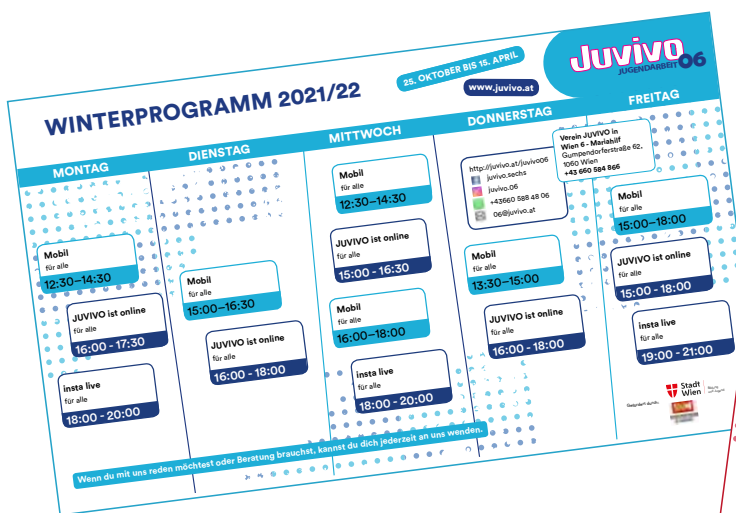 WINTERPROGRAMM 2021/22
25. OKTOBER BIS 15. APRIL
www.juvivo.at
Juvivo
JUGENDARBEIT 06
MONTAG
Mobil
für alle
12:30–14:30
JUVIVO ist online
für alle
16:00 - 17:30
insta live
für alle
18:00 - 20:00
DIENSTAG
Mobil
für alle
15:00–16:30
JUVIVO ist online
für alle
16:00 - 18:00
MITTWOCH
Mobil
für alle
12:30–14:30
JUVIVO ist online
für alle
15:00 - 16:30
Mobil
für alle
16:00–18:00
insta live
für alle
18:00 - 20:00
DONNERSTAG
http://juvivo.at/juvivo06
juvivo.sechs
juvivo.06
+43660 588 48 06
06@juvivo.at
Mobil
für alle
13:30–15:00
JUVIVO ist online
für alle
16:00 - 18:00
FREITAG
Verein JUVIVO in
Wien 6 - Mariahilf
Gumpendorferstraße 62,
1060 Wien
+43 660 584 866
Mobil
für alle
15:00–18:00
JUVIVO ist online
für alle
15:00 - 18:00
insta live
für alle
19:00 - 21:00
Stadt
Wien
Wenn du mit uns reden möchtest oder Beratung brauchst, kannst du dich jederzeit an uns wenden.